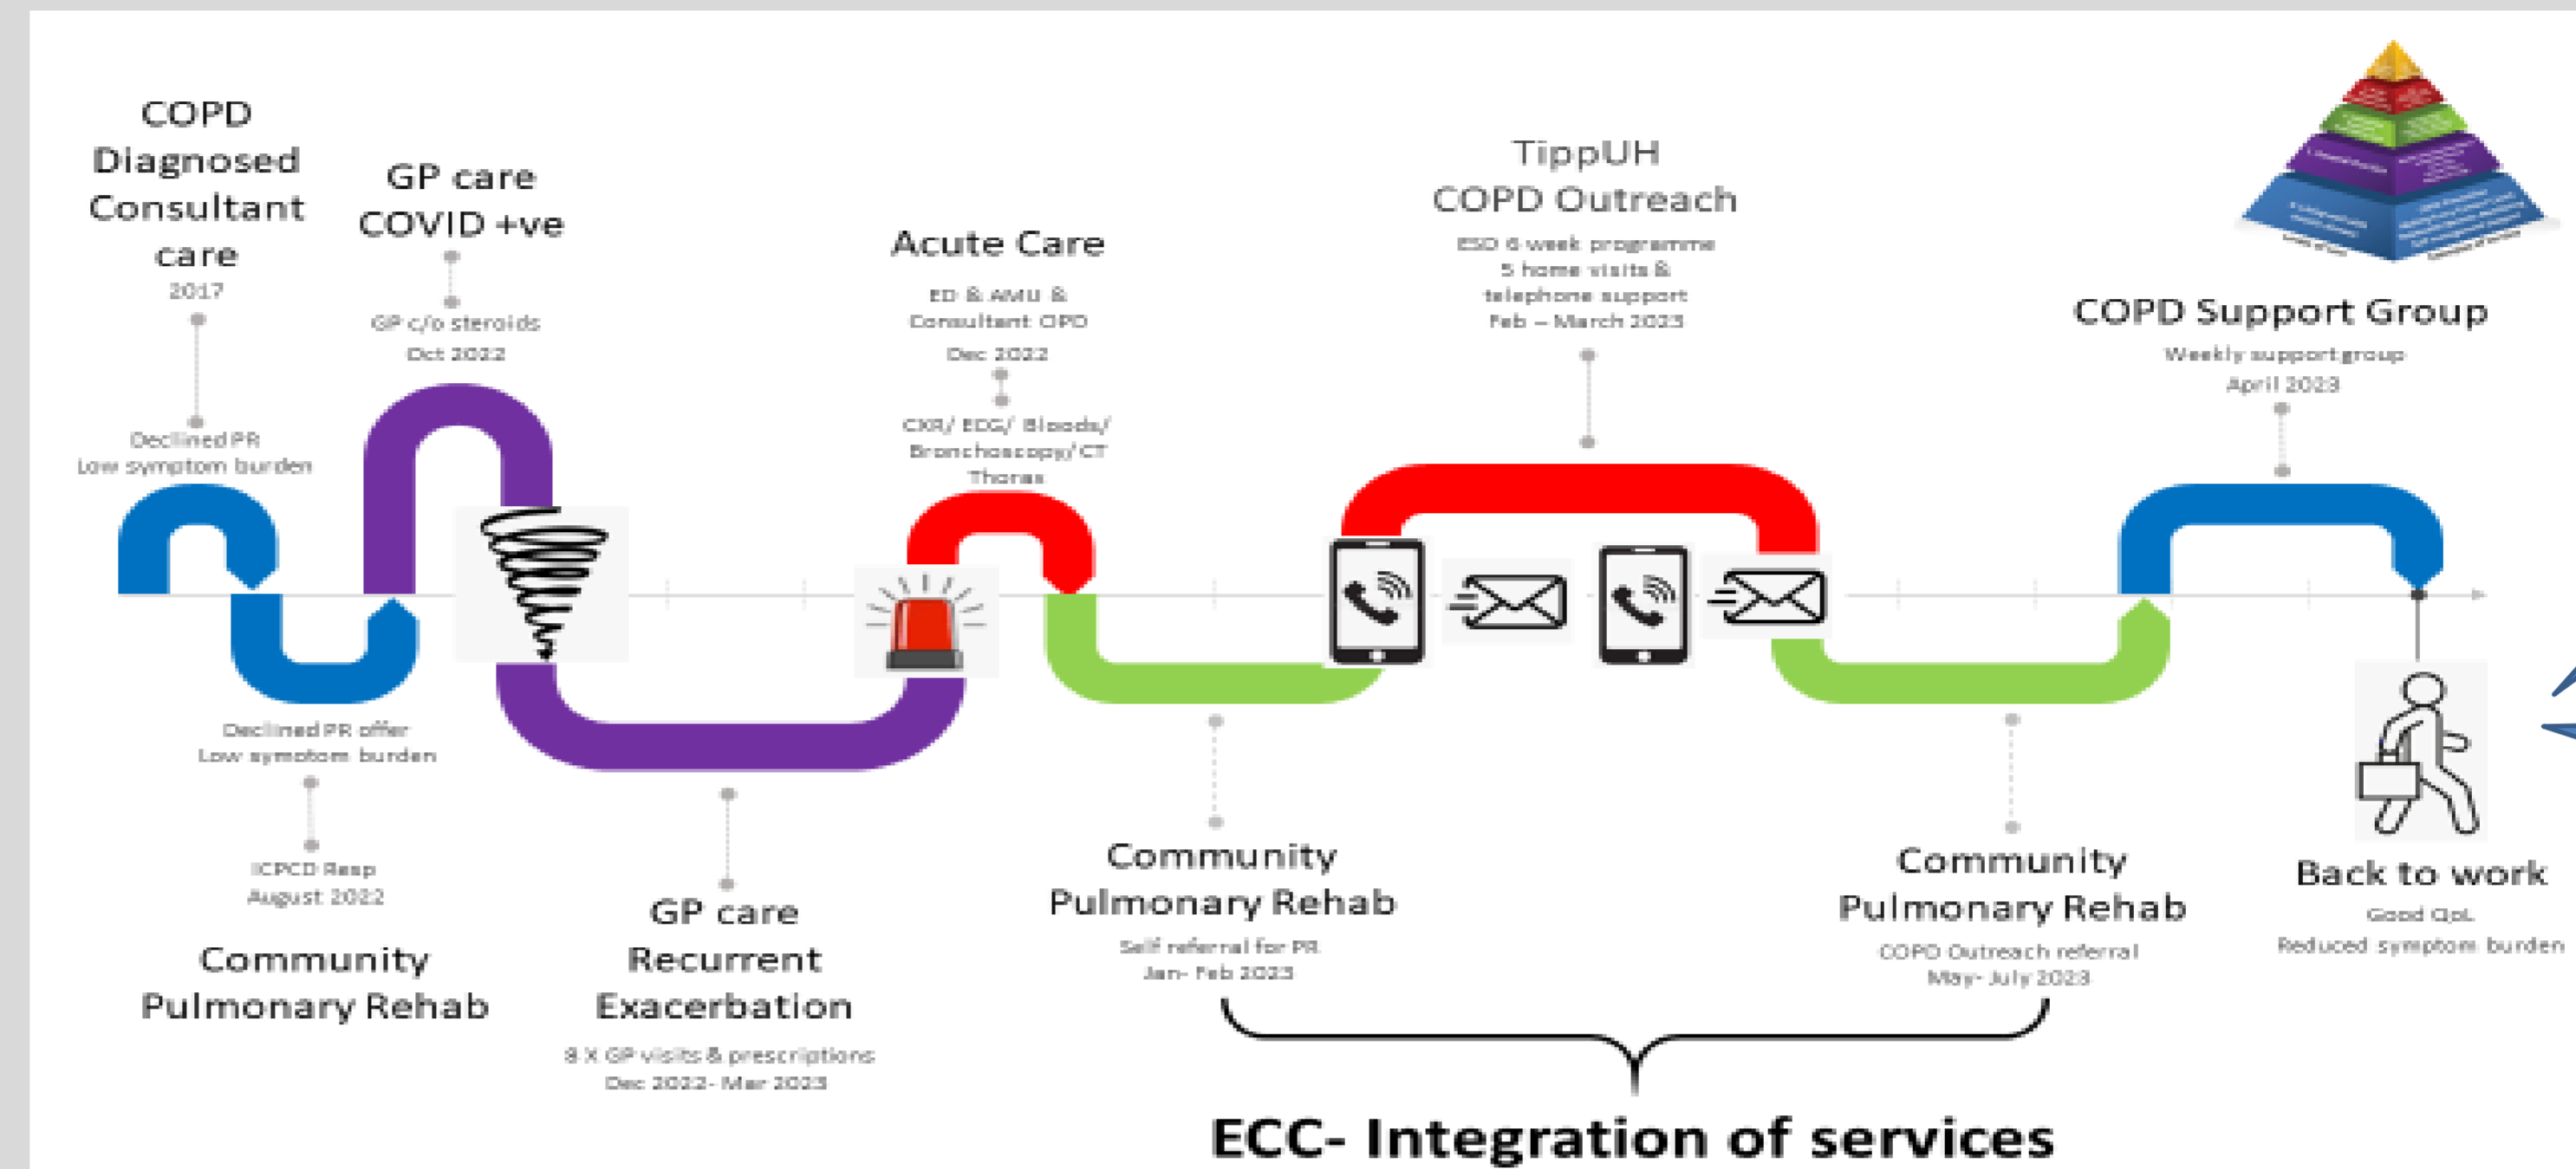 COPD
Diagnosed
Consultant
care
2017
Declined PR
Low symptom burden
GP care
COVID +ve
GP c/o steroids
Oct 2022
Acute Care
ED & AMU &
Consultant OPD
Dec 2022
CXR/ ECG/ Bloods/
Bronchoscopy/CT
Thorax
TippUH
COPD Outreach
ESD 6 week programme
5 home visits &
telephone support
Feb – March 2023
COPD Support Group
Weekly support group
April 2023
Declined PR offer
Low symotom burden
ICPCD Resp
August 2022
Community
Pulmonary Rehab
GP care
Recurrent
Exacerbation
8 X GP visits & prescriptions
Dec 2022- Mar 2023
Community
Pulmonary Rehab
Self referral for PR
Jan- Feb 2023
Community
Pulmonary Rehab
COPD Outreach referral
May- July 2023
Back to work
Good QoL
Reduced symptom burden
ECC- Integration of services